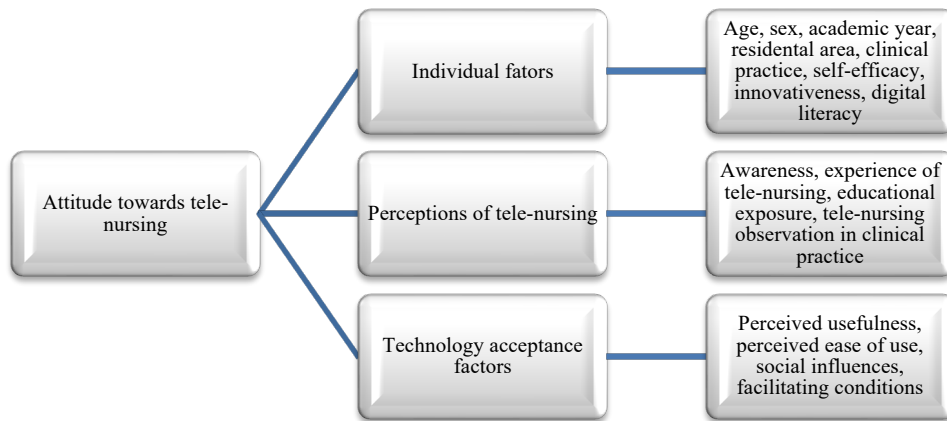 Attitude towards tele-
nursing
Individual fators
Age, sex, academic year,
residental area, clinical
practice, self-efficacy,
innovativeness, digital
literacy
Perceptions of tele-nursing
Awareness, experience of
tele-nursing, educational
exposure, tele-nursing
observation in clinical
practice
Technology acceptance
factors
Perceived usefulness,
perceived ease of use,
social influences,
facilitating conditions